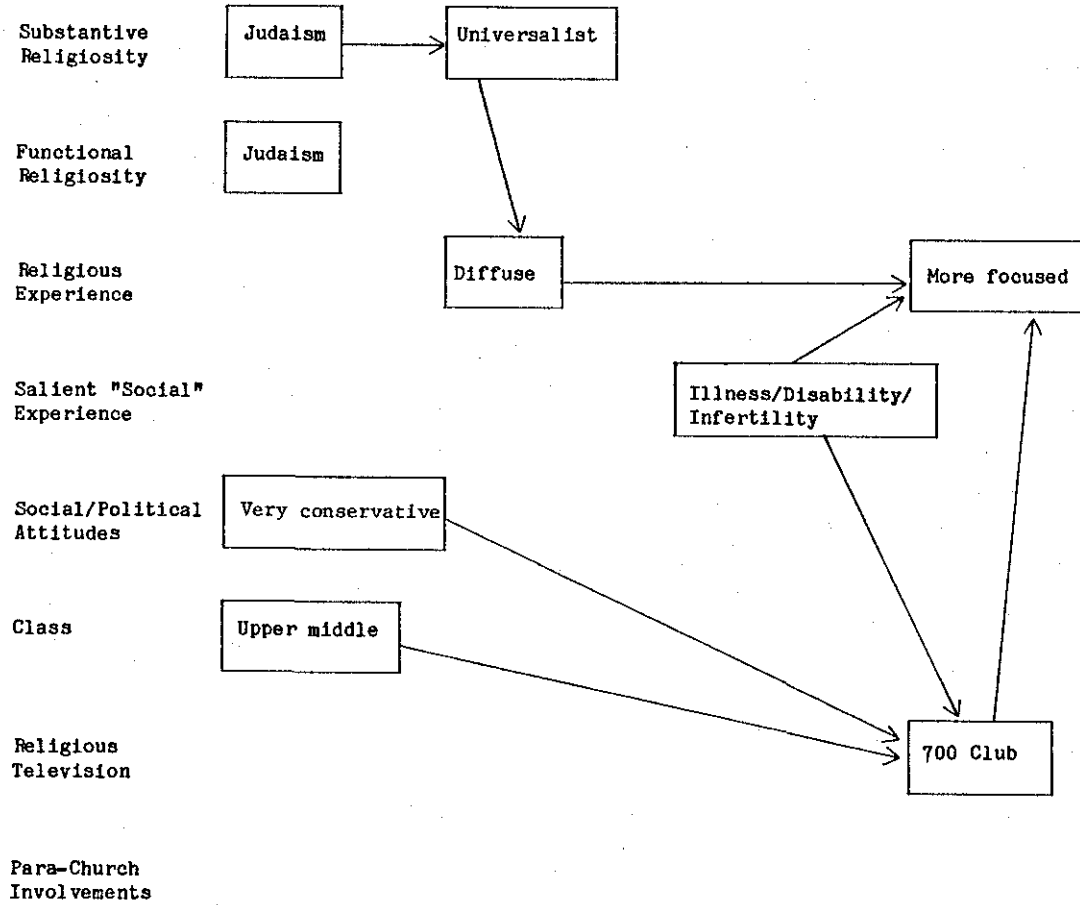 Substantive
Religiosity
Judaism
Universalist
Functional
Religiosity
Judaism
Religious
Experience
Diffuse
More focused
Salient "Social"
Experience
Illness/Disability/
Infertility
Social/Political
Attitudes
Very conservative
Class
Upper middle
Religious
Television
700 Club
Para-Church
Involvements